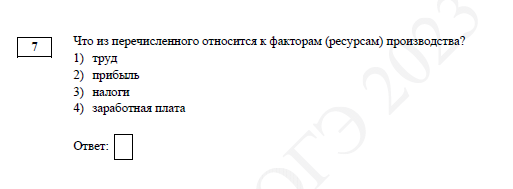 7
Что из перечисленного относится к факторам (ресурсам) производства?
1) труд
2) прибыль
3) налоги
4) заработная плата
Ответ:
ОГЭ 2023